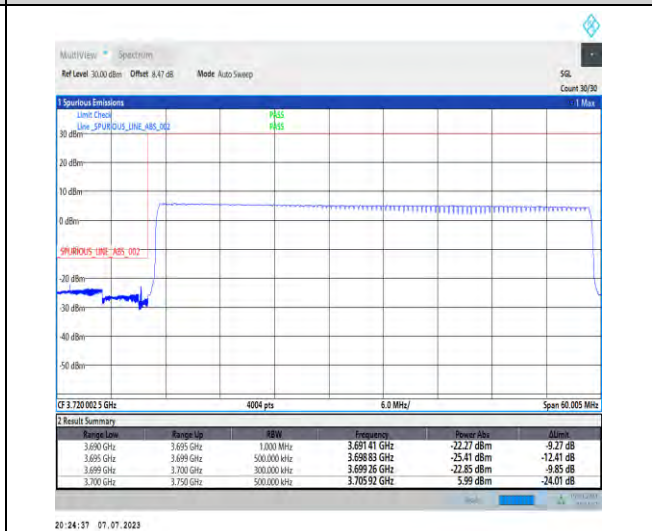 MultiView Spectrum
Ref Level 30.00 dBm Offset 8.47 dB Mode Auto Sweep SGL
Count 30/30
1 Spurious Emissions 1 Max
Limit Check PASS
Line _SPURIOUS_LINE_ABS_002 PASS
30 dBm
20 dBm
10 dBm
0 dBm
SPURIOUS_LINE_ABS_002
-20 dBm
-30 dBm
-40 dBm
-50 dBm
CF 3.720 002 5 GHz 4004 pts 6.0 MHz/ Span 60.005 MHz
2 Result Summary
Range Low Range Up RBW Frequency Power Abs ΔLimit
3.690 GHz 3.695 GHz 1.000 MHz 3.691 41 GHz -22.27 dBm -9.27 dB
3.695 GHz 3.699 GHz 500.000 kHz 3.698 83 GHz -25.41 dBm -12.41 dB
3.699 GHz 3.700 GHz 300.000 kHz 3.699 26 GHz -22.85 dBm -9.85 dB
3.700 GHz 3.750 GHz 500.000 kHz 3.705 92 GHz 5.99 dBm -24.01 dB
20:24:37 07.07.2023